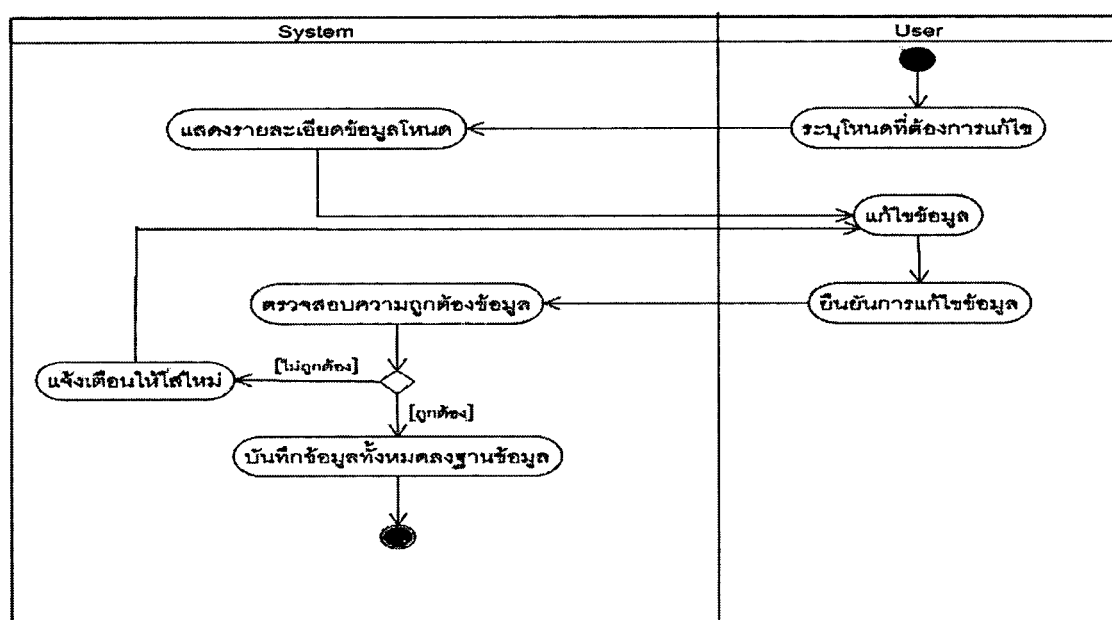 System
User
แสดงรายละเอียดข้อมูลโหนด
ระบุโหนดที่ต้องการแก้ไข
แก้ไขข้อมูล
ตรวจสอบความถูกต้องข้อมูล
ยืนยันการแก้ไขข้อมูล
[ไม่ถูกต้อง]
แจ้งเตือนให้ใส่ใหม่
[ถูกต้อง]
บันทึกข้อมูลทั้งหมดลงฐานข้อมูล